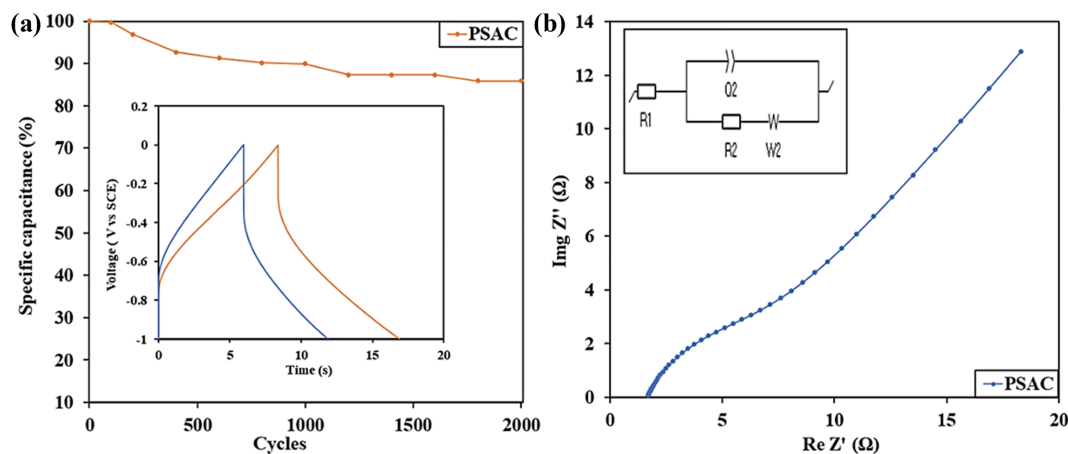 (a)
PSAC
100
90
80
70
60
50
40
30
20
10
Specific capacitance (%)
0
500
1000
1500
2000
Cycles
0.2
0
-0.2
-0.4
-0.6
-0.8
-1
Voltage ( V vs SCE)
0
5
10
15
20
Time (s)
(b)
14
12
10
8
6
4
2
0
Img Z'' (Ω)
R1
Q2
R2
W
W2
PSAC
0
5
10
15
20
Re Z' (Ω)